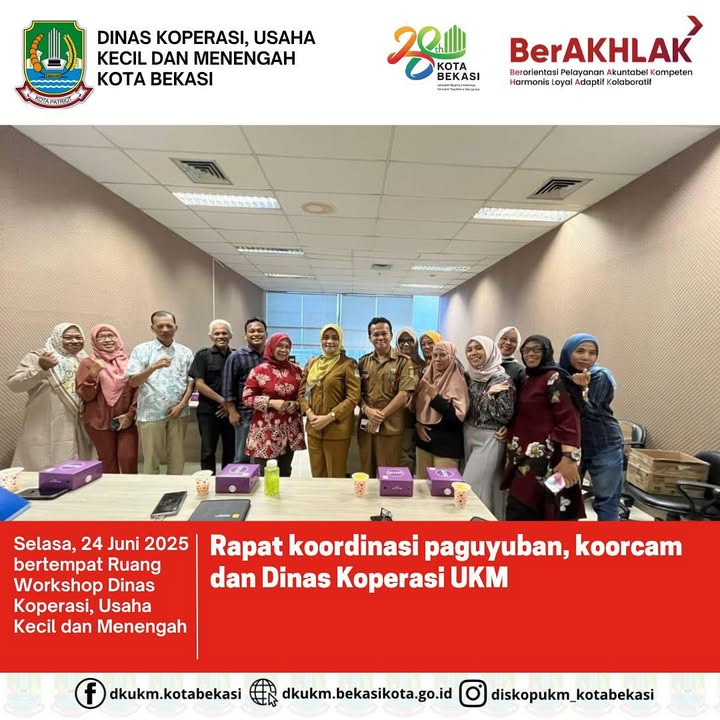 DINAS KOPERASI, USAHA
KECIL DAN MENENGAH
KOTA BEKASI
KOTA PATRIOT
28th
KOTA
BEKASI
BerAKHLAK
Berorientasi Pelayanan Akuntabel Kompeten
Harmonis Loyal Adaptif Kolaboratif
Selasa, 24 Juni 2025
bertempat Ruang
Workshop Dinas
Koperasi, Usaha
Kecil dan Menengah
Rapat koordinasi paguyuban, koorcam
dan Dinas Koperasi UKM
dkukm.kotabekasi
dkukm.bekasikota.go.id
diskopukm_kotabekasi